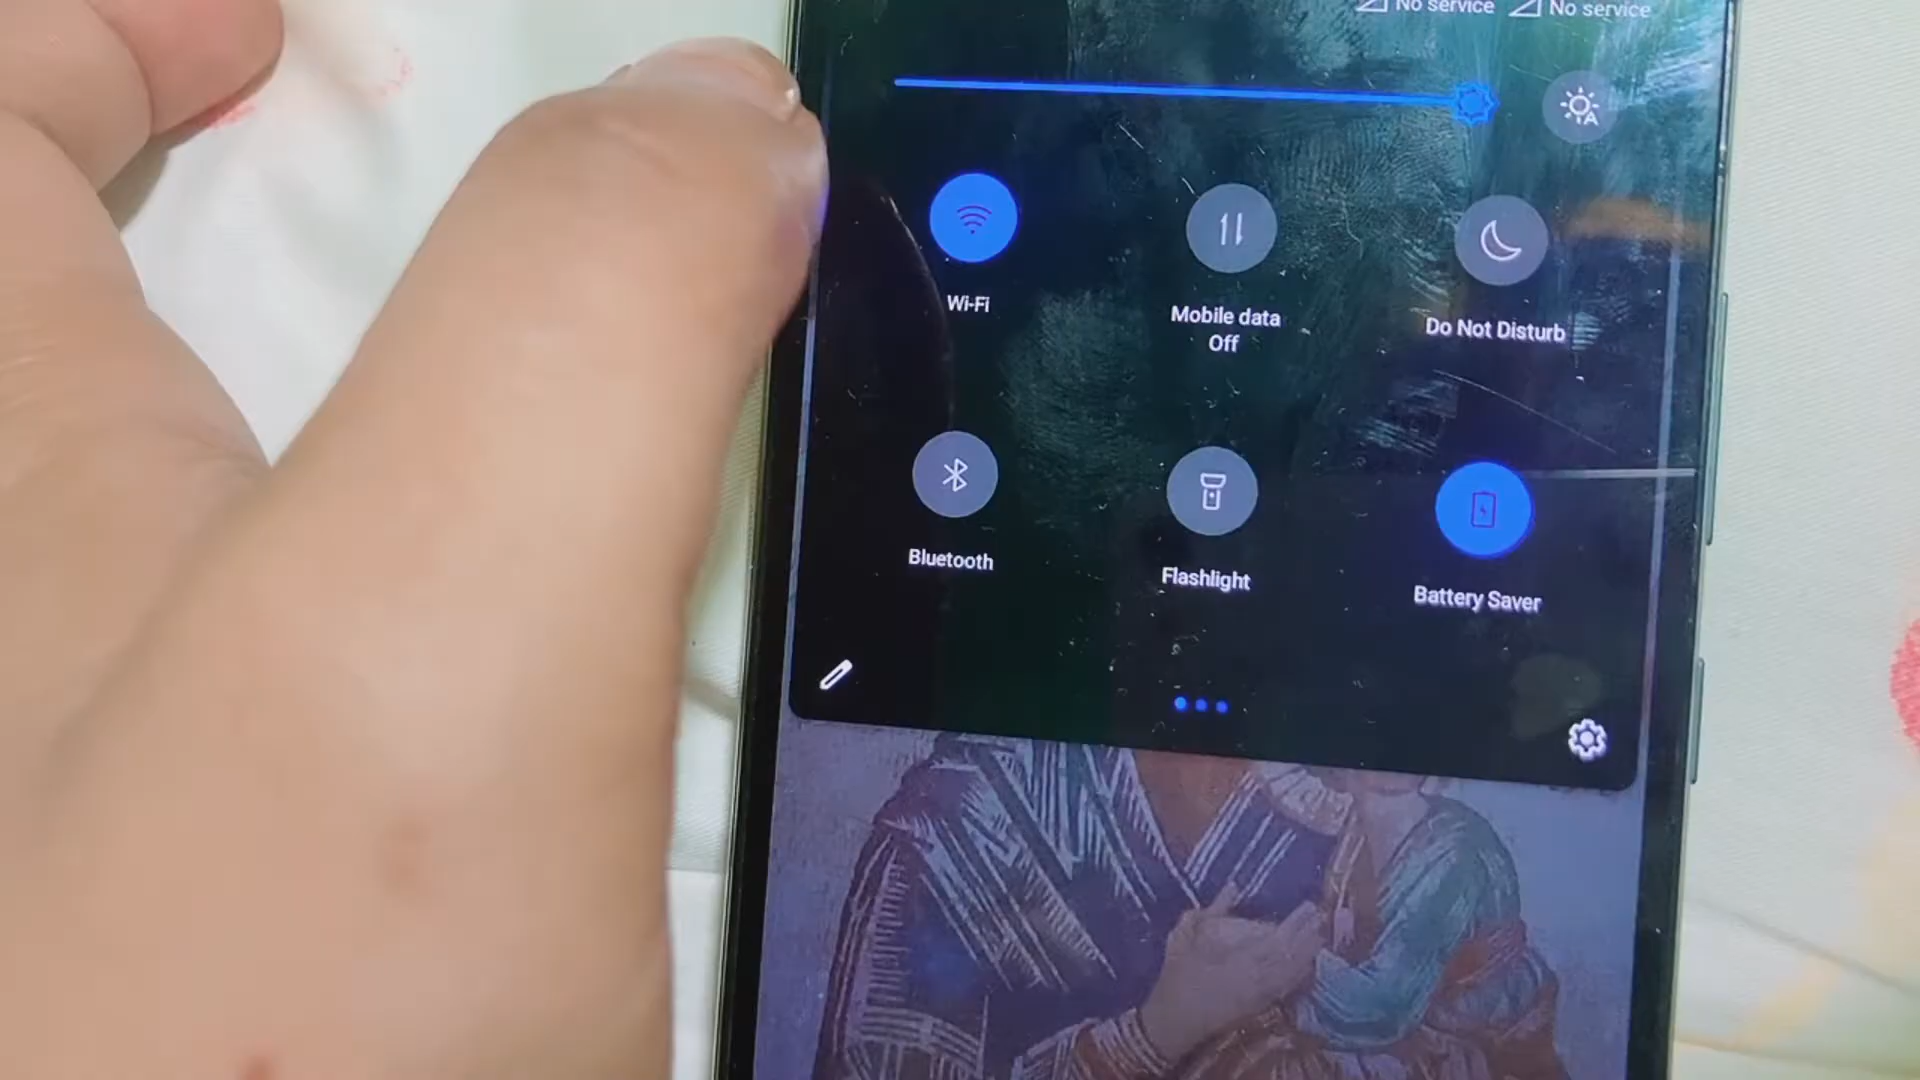 No service No service
Wi-Fi
Mobile data
Off
Do Not Disturb
Bluetooth
Flashlight
Battery Saver